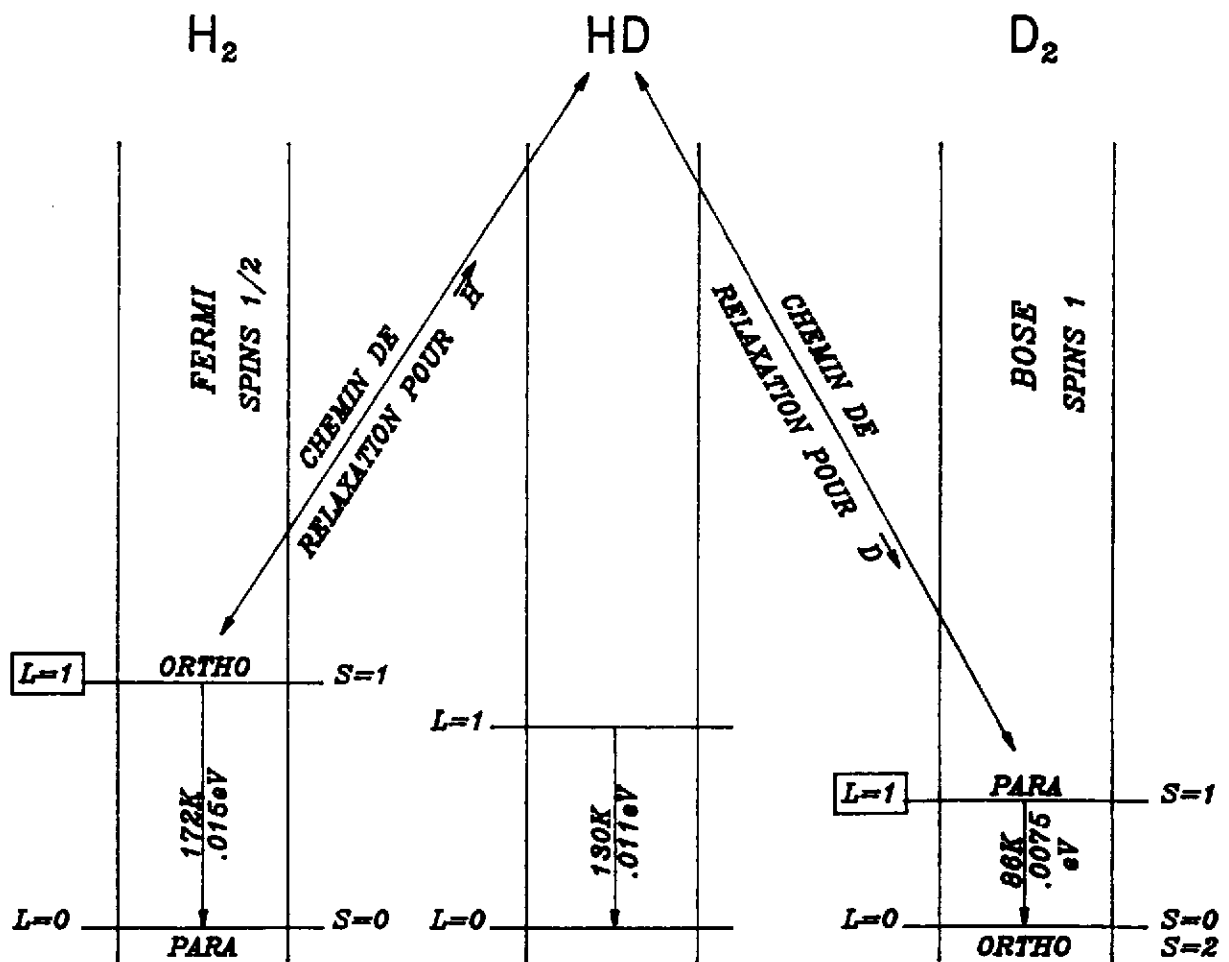 H₂
HD
D₂
FERMI
SPINS 1/2
CHEMIN DE
RELAXATION POUR H⃗
CHEMIN DE
RELAXATION POUR D⃗
BOSE
SPINS 1
L=1
ORTHO
S=1
172K
.015eV
L=0
S=0
PARA
L=1
130K
.011eV
L=0
L=1
PARA
S=1
86K
.0075
eV
L=0
S=0
ORTHO
S=2